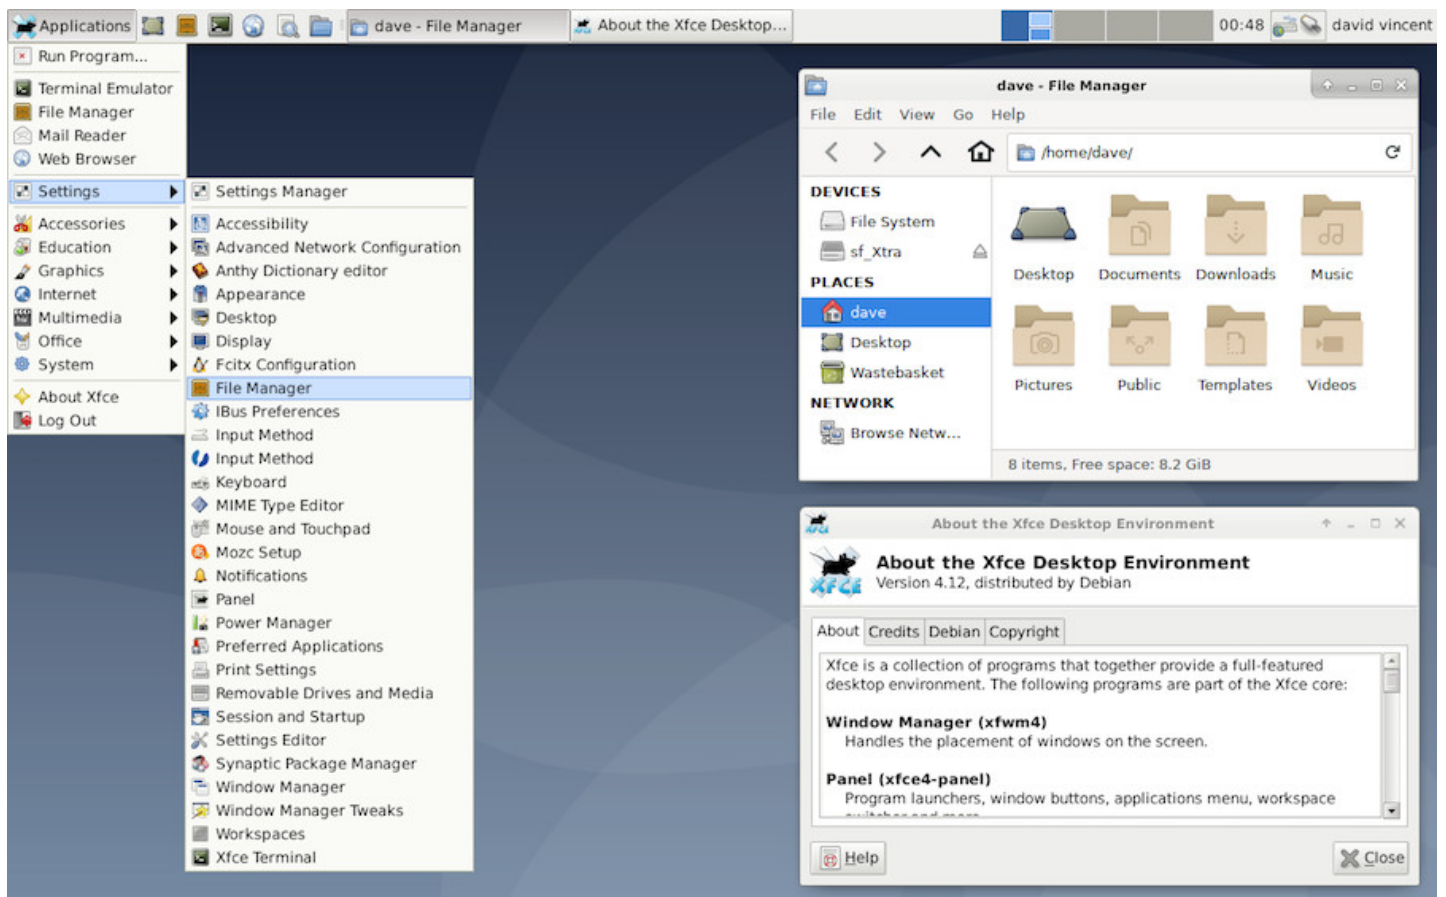 Applications
dave - File Manager
About the Xfce Desktop...
00:48
david vincent
Run Program...
Terminal Emulator
File Manager
Mail Reader
Web Browser
Settings
Accessories
Education
Graphics
Internet
Multimedia
Office
System
About Xfce
Log Out
Settings Manager
Accessibility
Advanced Network Configuration
Anthy Dictionary editor
Appearance
Desktop
Display
Fcitx Configuration
File Manager
IBus Preferences
Input Method
Input Method
Keyboard
MIME Type Editor
Mouse and Touchpad
Mozc Setup
Notifications
Panel
Power Manager
Preferred Applications
Print Settings
Removable Drives and Media
Session and Startup
Settings Editor
Synaptic Package Manager
Window Manager
Window Manager Tweaks
Workspaces
Xfce Terminal
dave - File Manager
File Edit View Go Help
/home/dave/
DEVICES
File System
sf_Xtra
PLACES
dave
Desktop
Wastebasket
NETWORK
Browse Netw...
Desktop Documents Downloads Music
Pictures Public Templates Videos
8 items, Free space: 8.2 GiB
About the Xfce Desktop Environment
XFCE
About the Xfce Desktop Environment
Version 4.12, distributed by Debian
About Credits Debian Copyright
Xfce is a collection of programs that together provide a full-featured
desktop environment. The following programs are part of the Xfce core:
Window Manager (xfwm4)
Handles the placement of windows on the screen.
Panel (xfce4-panel)
Program launchers, window buttons, applications menu, workspace
Help
Close